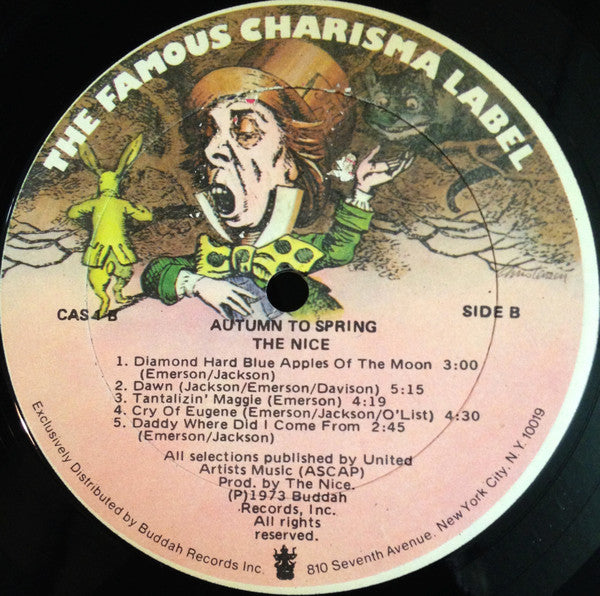 THE FAMOUS CHARISMA LABEL
CAS1 B
SIDE B
AUTUMN TO SPRING
THE NICE
1. Diamond Hard Blue Apples Of The Moon 3:00
(Emerson/Jackson)
2. Dawn (Jackson/Emerson/Davison) 5:15
3. Tantalizin' Maggie (Emerson) 4:19
4. Cry Of Eugene (Emerson/Jackson/O'List) 4:30
5. Daddy Where Did I Come From 2:45
(Emerson/Jackson)
All selections published by United
Artists Music (ASCAP)
Prod. by The Nice.
(P)1973 Buddah
Records, Inc.
All rights
reserved.
Exclusively Distributed by Buddah Records Inc. 810 Seventh Avenue, New York City, N.Y. 10019